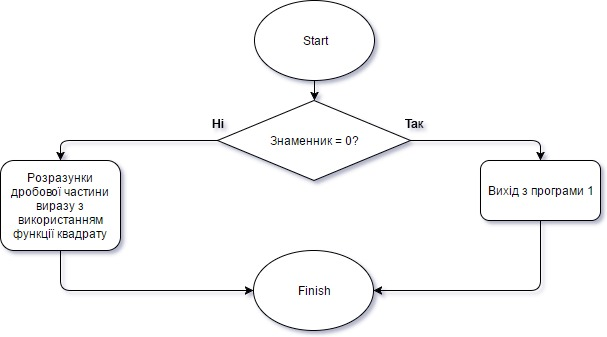 Start
Ні
Так
Знаменник = 0?
Розразунки
дробової частини
виразу з
використанням
функції квадрату
Вихід з програми 1
Finish